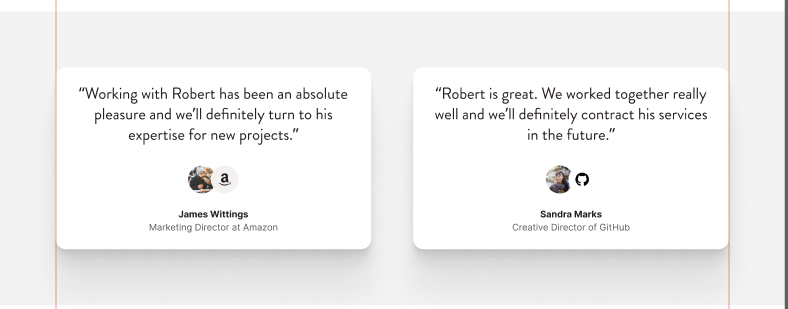 “Working with Robert has been an absolute
pleasure and we’ll definitely turn to his
expertise for new projects.”
a
James Wittings
Marketing Director at Amazon
“Robert is great. We worked together really
well and we’ll definitely contract his services
in the future.”
Sandra Marks
Creative Director of GitHub